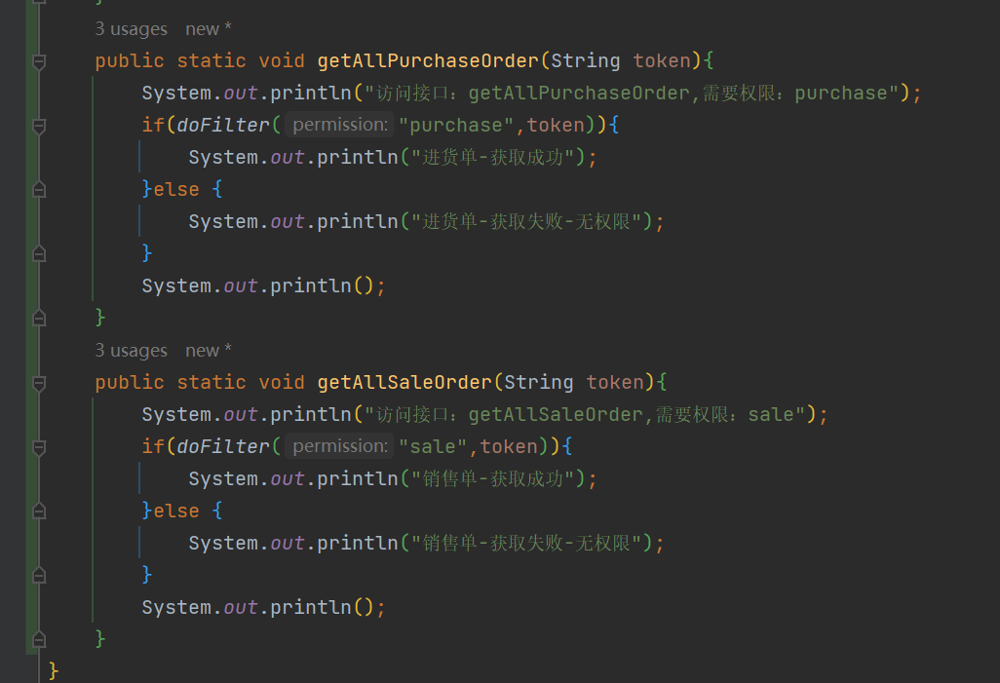 }
3 usages   new *
public static void getAllPurchaseOrder(String token){
    System.out.println("访问接口：getAllPurchaseOrder,需要权限：purchase");
    if(doFilter( permission: "purchase",token)){
        System.out.println("进货单-获取成功");
    }else {
        System.out.println("进货单-获取失败-无权限");
    }
    System.out.println();
}
3 usages   new *
public static void getAllSaleOrder(String token){
    System.out.println("访问接口：getAllSaleOrder,需要权限：sale");
    if(doFilter( permission: "sale",token)){
        System.out.println("销售单-获取成功");
    }else {
        System.out.println("销售单-获取失败-无权限");
    }
    System.out.println();
}
}